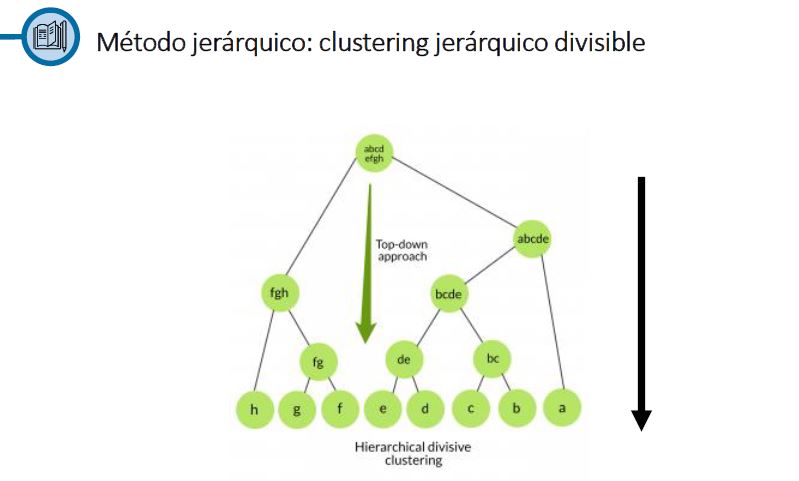 Método jerárquico: clustering jerárquico divisible
abcd
efgh
abcde
Top-down
approach
fgh
bcde
fg
de
bc
h
g
f
e
d
c
b
a
Hierarchical divisive
clustering